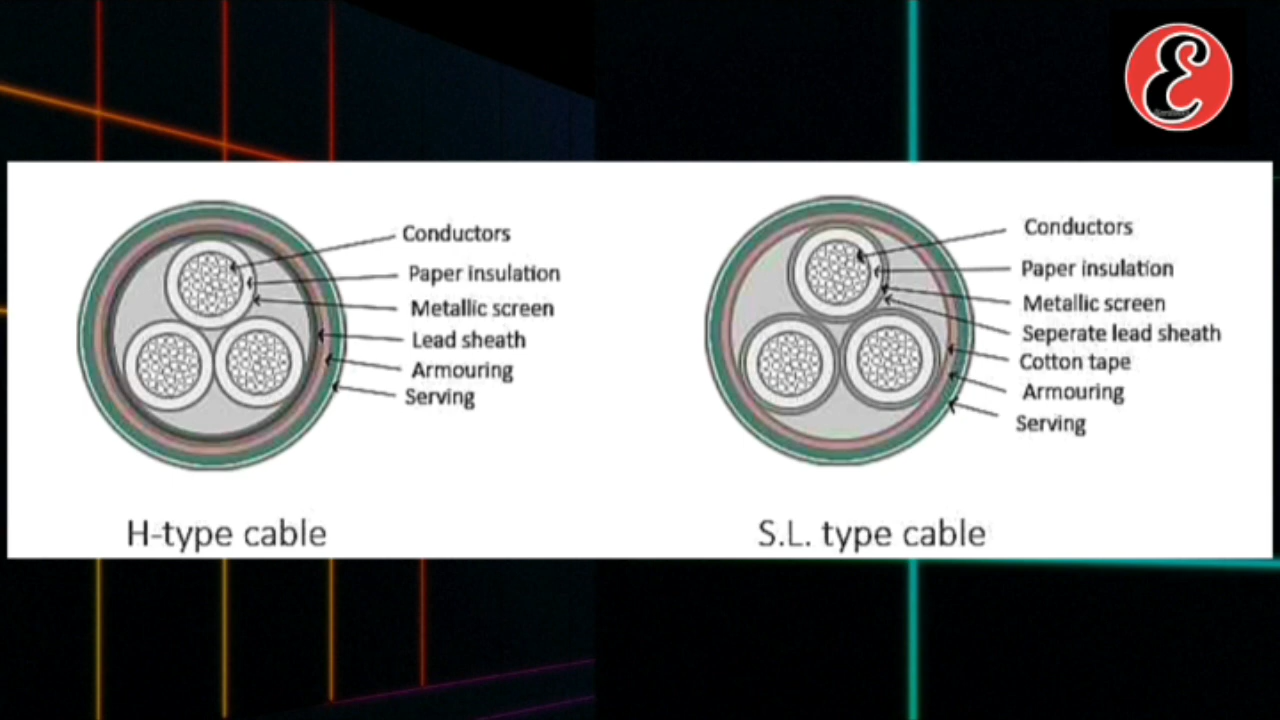 Conductors
Paper insulation
Metallic screen
Lead sheath
Armouring
Serving
H-type cable
Conductors
Paper insulation
Metallic screen
Seperate lead sheath
Cotton tape
Armouring
Serving
S.L. type cable